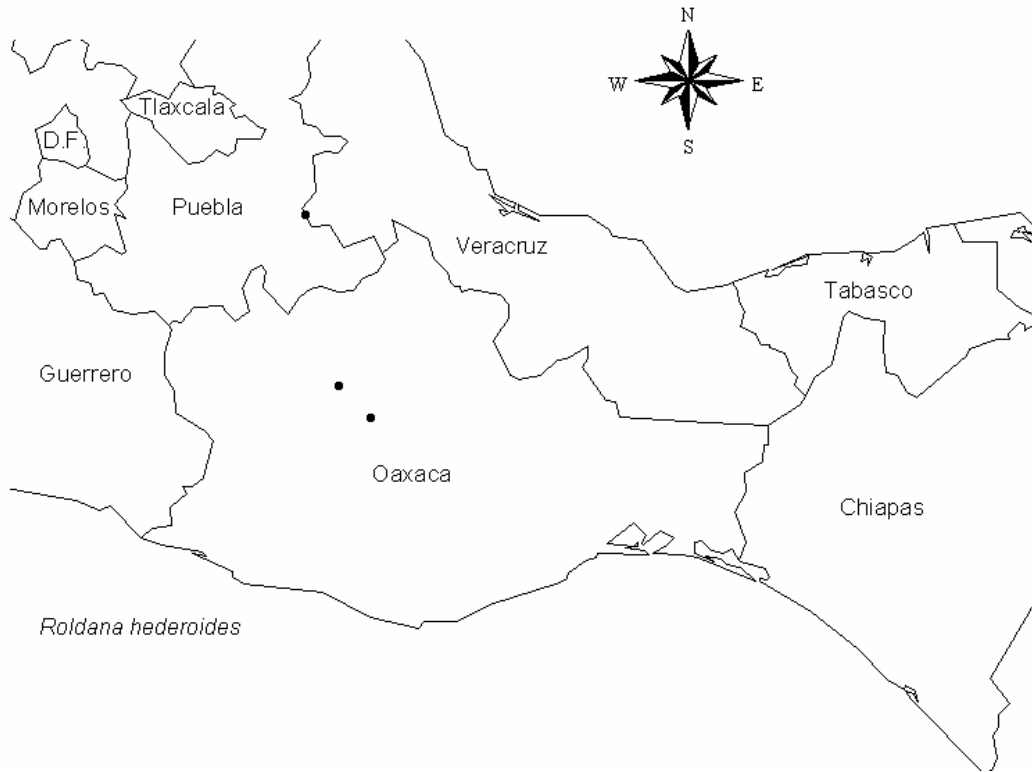 N
W E
S
Tlaxcala
D.F.
Morelos
Puebla
Veracruz
Tabasco
Guerrero
Oaxaca
Chiapas
Roldana hederoides